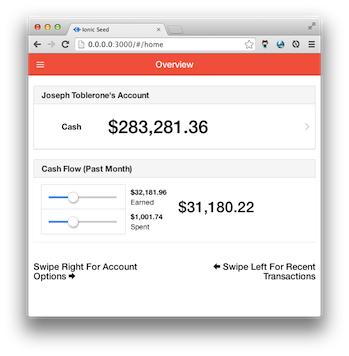 Ionic Seed
0.0.0.0:3000/#/home
Overview
Joseph Toblerone's Account
Cash
$283,281.36
Cash Flow (Past Month)
$32,181.96
Earned
$31,180.22
$1,001.74
Spent
Swipe Right For Account
Options
Swipe Left For Recent
Transactions